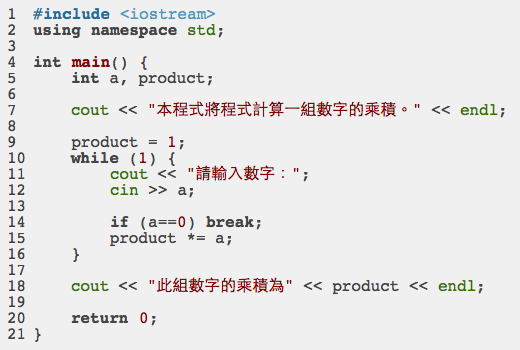 1 #include <iostream>
2 using namespace std;
3
4 int main() {
5     int a, product;
6
7     cout << "本程式將程式計算一組數字的乘積。" << endl;
8
9     product = 1;
10     while (1) {
11         cout << "請輸入數字：";
12         cin >> a;
13
14         if (a==0) break;
15         product *= a;
16     }
17
18     cout << "此組數字的乘積為" << product << endl;
19
20     return 0;
21 }